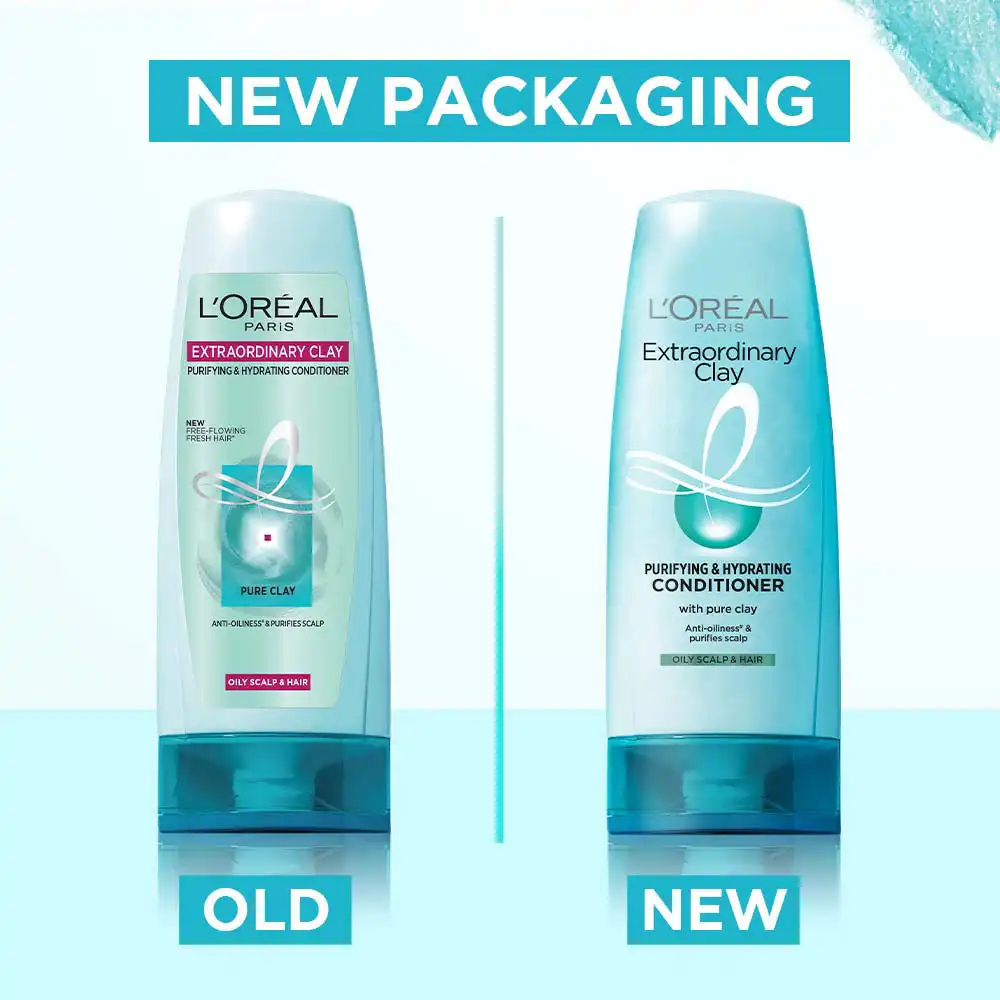 NEW PACKAGING
L'ORÉAL
PARIS
EXTRAORDINARY CLAY
PURIFYING & HYDRATING CONDITIONER
NEW
FREE-FLOWING
FRESH HAIR*
PURE CLAY
ANTI-OILINESS* & PURIFIES SCALP
OILY SCALP & HAIR
OLD
L'ORÉAL
PARIS
Extraordinary
Clay
PURIFYING & HYDRATING
CONDITIONER
with pure clay
Anti-oiliness* &
purifies scalp
OILY SCALP & HAIR
NEW